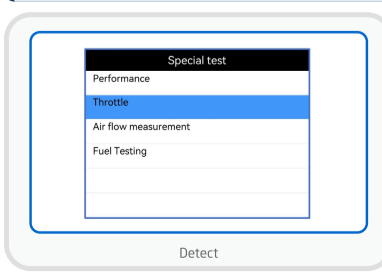 Special test
Performance
Throttle
Air flow measurement
Fuel Testing
Detect